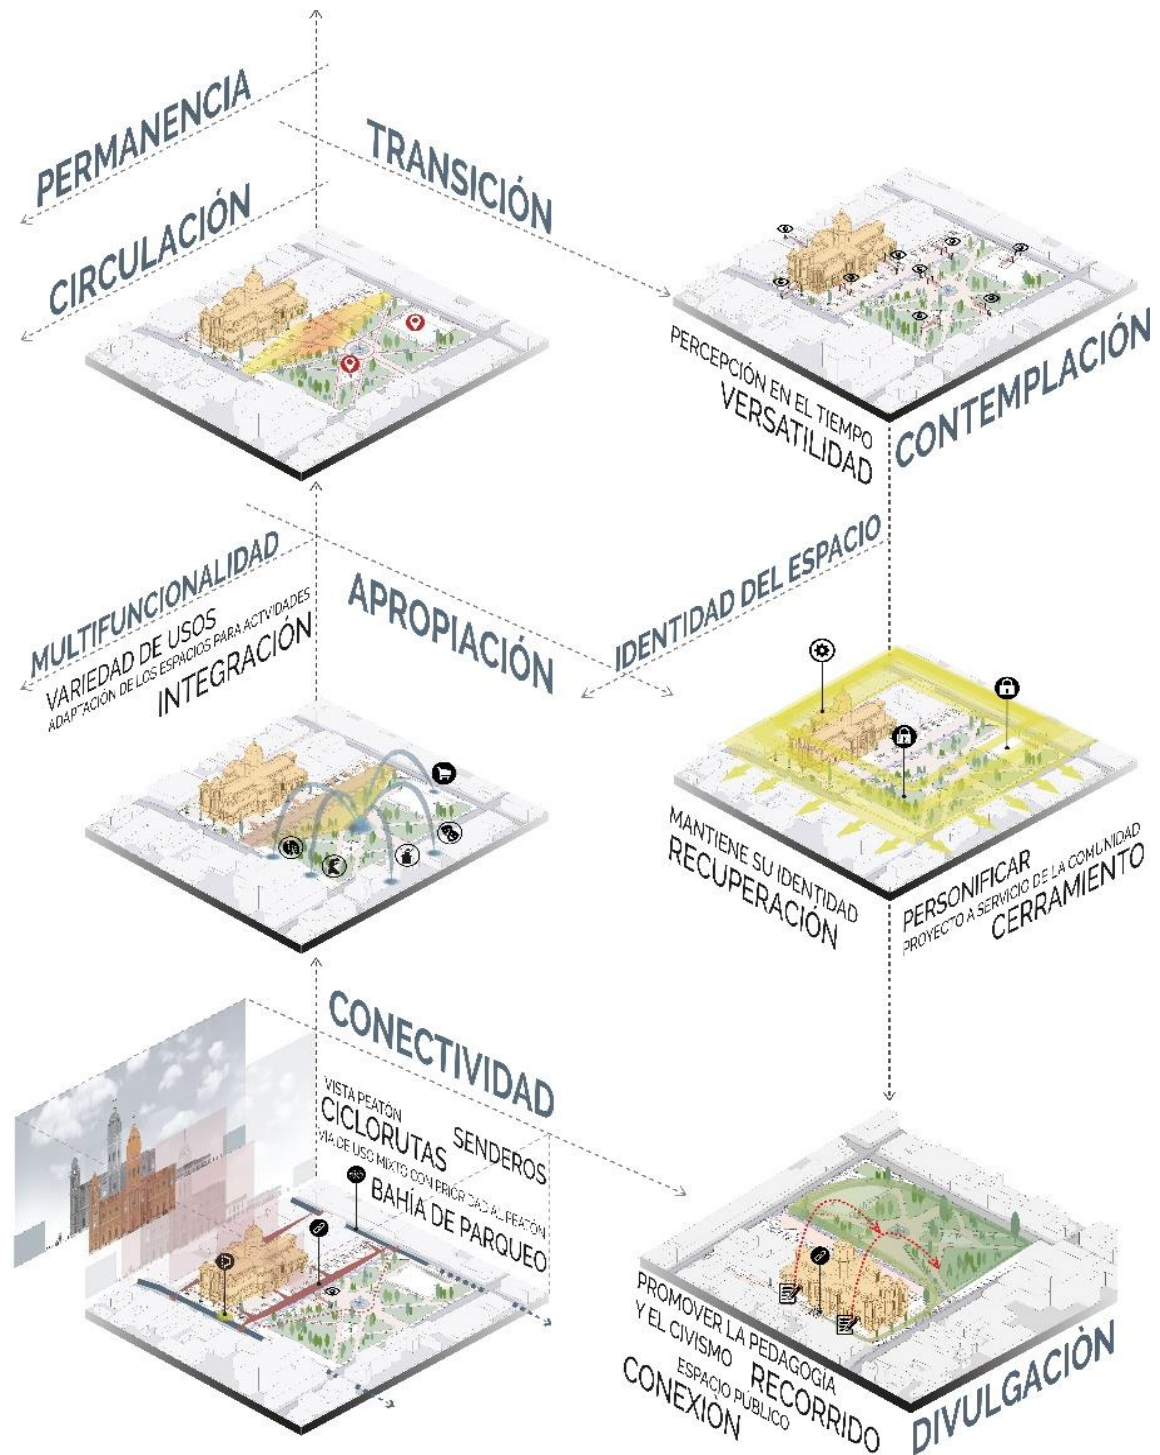 PERMANENCIA
TRANSICIÓN
CIRCULACIÓN
PERCEPCIÓN EN EL TIEMPO
VERSATILIDAD
CONTEMPLACIÓN
MULTIFUNCIONALIDAD
VARIEDAD DE USOS
ADAPTACIÓN DE LOS ESPACIOS PARA ACTVIDADES
INTEGRACIÓN
APROPIACIÓN
IDENTIDAD DEL ESPACIO
MANTIENE SU IDENTIDAD
RECUPERACIÓN
PERSONIFICAR
PROYECTO A SERVICIO DE LA COMUNIDAD
CERRAMIENTO
CONECTIVIDAD
VISTA PEATÓN
CICLORUTAS
SENDEROS
VIA DE USO MIXTO CON PRIORIDAD AL PEATÓN
BAHÍA DE PARQUEO
PROMOVER LA PEDAGOGÍA
Y EL CIVISMO
RECORRIDO
ESPACIO PÚBLICO
CONEXIÒN
DIVULGACIÒN